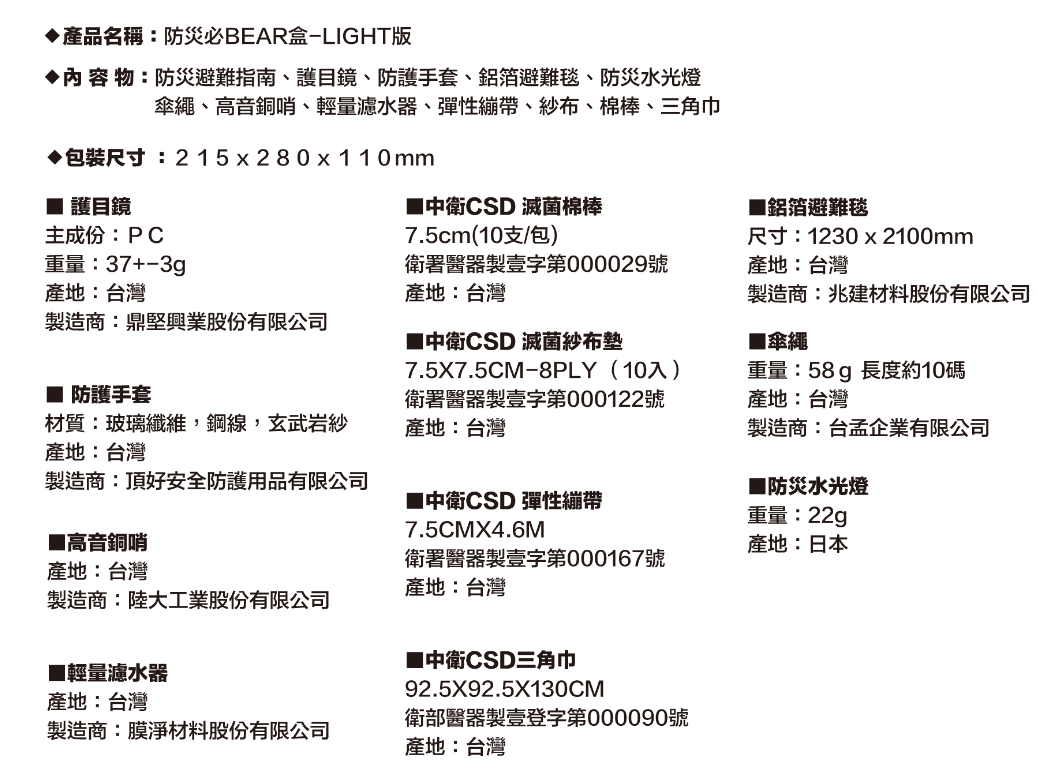 ◆產品名稱：防災必BEAR盒-LIGHT版
◆內 容 物：防災避難指南、護目鏡、防護手套、鋁箔避難毯、防災水光燈
傘繩、高音銅哨、輕量濾水器、彈性繃帶、紗布、棉棒、三角巾
◆包裝尺寸 ：215x280x110mm
■ 護目鏡
主成份：PC
重量：37+-3g
產地：台灣
製造商：鼎堅興業股份有限公司
■ 防護手套
材質：玻璃纖維，鋼線，玄武岩紗
產地：台灣
製造商：頂好安全防護用品有限公司
■高音銅哨
產地：台灣
製造商：陸大工業股份有限公司
■輕量濾水器
產地：台灣
製造商：膜淨材料股份有限公司
■中衛CSD 滅菌棉棒
7.5cm(10支/包)
衛署醫器製壹字第000029號
產地：台灣
■中衛CSD 滅菌紗布墊
7.5X7.5CM-8PLY（10入）
衛署醫器製壹字第000122號
產地：台灣
■中衛CSD 彈性繃帶
7.5CMX4.6M
衛署醫器製壹字第000167號
產地：台灣
■中衛CSD三角巾
92.5X92.5X130CM
衛部醫器製壹登字第000090號
產地：台灣
■鋁箔避難毯
尺寸：1230 x 2100mm
產地：台灣
製造商：兆建材料股份有限公司
■傘繩
重量：58g 長度約10碼
產地：台灣
製造商：台孟企業有限公司
■防災水光燈
重量：22g
產地：日本